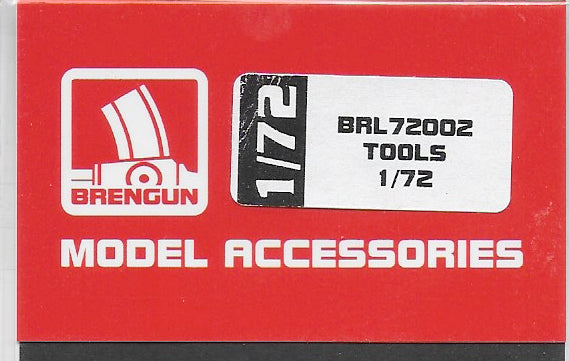 BRENGUN
1/72
BRL72002
TOOLS
1/72
MODEL ACCESSORIES